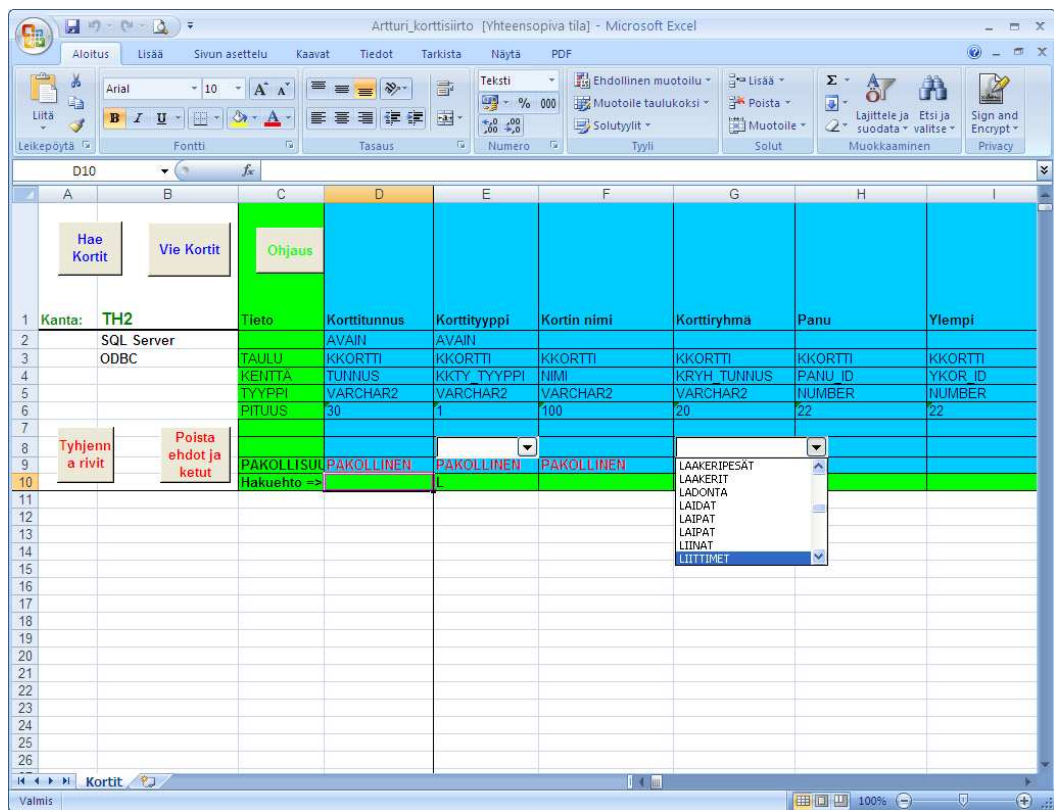 Artturi_korttisiirto [Yhteensopiva tila] - Microsoft Excel
Aloitus Lisää Sivun asettelu Kaavat Tiedot Tarkista Näytä PDF
Liitä
Arial 10
Teksti
Ehdollinen muotoilu
Muotoile taulukoksi
Solutyylit
Lisää
Poista
Muotoile
Lajittele ja suodata
Etsi ja valitse
Sign and Encrypt
Leikepöytä Fontti Tasaus Numero Tyyli Solut Muokkaaminen Privacy
D10 fx
A B C D E F G H I
Hae Kortit
Vie Kortit
Ohjaus
1 Kanta: TH2 Tieto Korttitunnus Korttityyppi Kortin nimi Korttiryhmä Panu Ylempi
2 SQL Server AVAIN AVAIN
3 ODBC TAULU KKORTTI KKORTTI KKORTTI KKORTTI KKORTTI KKORTTI
4 KENTTÄ TUNNUS KKTY_TYYPPI NIMI KRYH_TUNNUS PANU_ID YKOR_ID
5 TYYPPI VARCHAR2 VARCHAR2 VARCHAR2 VARCHAR2 NUMBER NUMBER
6 PITUUS 30 1 100 20 22 22
7
8
Tyhjenn
a rivit
Poista
ehdot ja
ketut
9 PAKOLLISUU PAKOLLINEN PAKOLLINEN PAKOLLINEN
10 Hakuehto => L
LAAKERIPESÄT
LAAKERIT
LADONTA
LAIDAT
LAIPAT
LAIPAT
LIINAT
LIITTIMET
11
12
13
14
15
16
17
18
19
20
21
22
23
24
25
26
Kortit
Valmis 100%